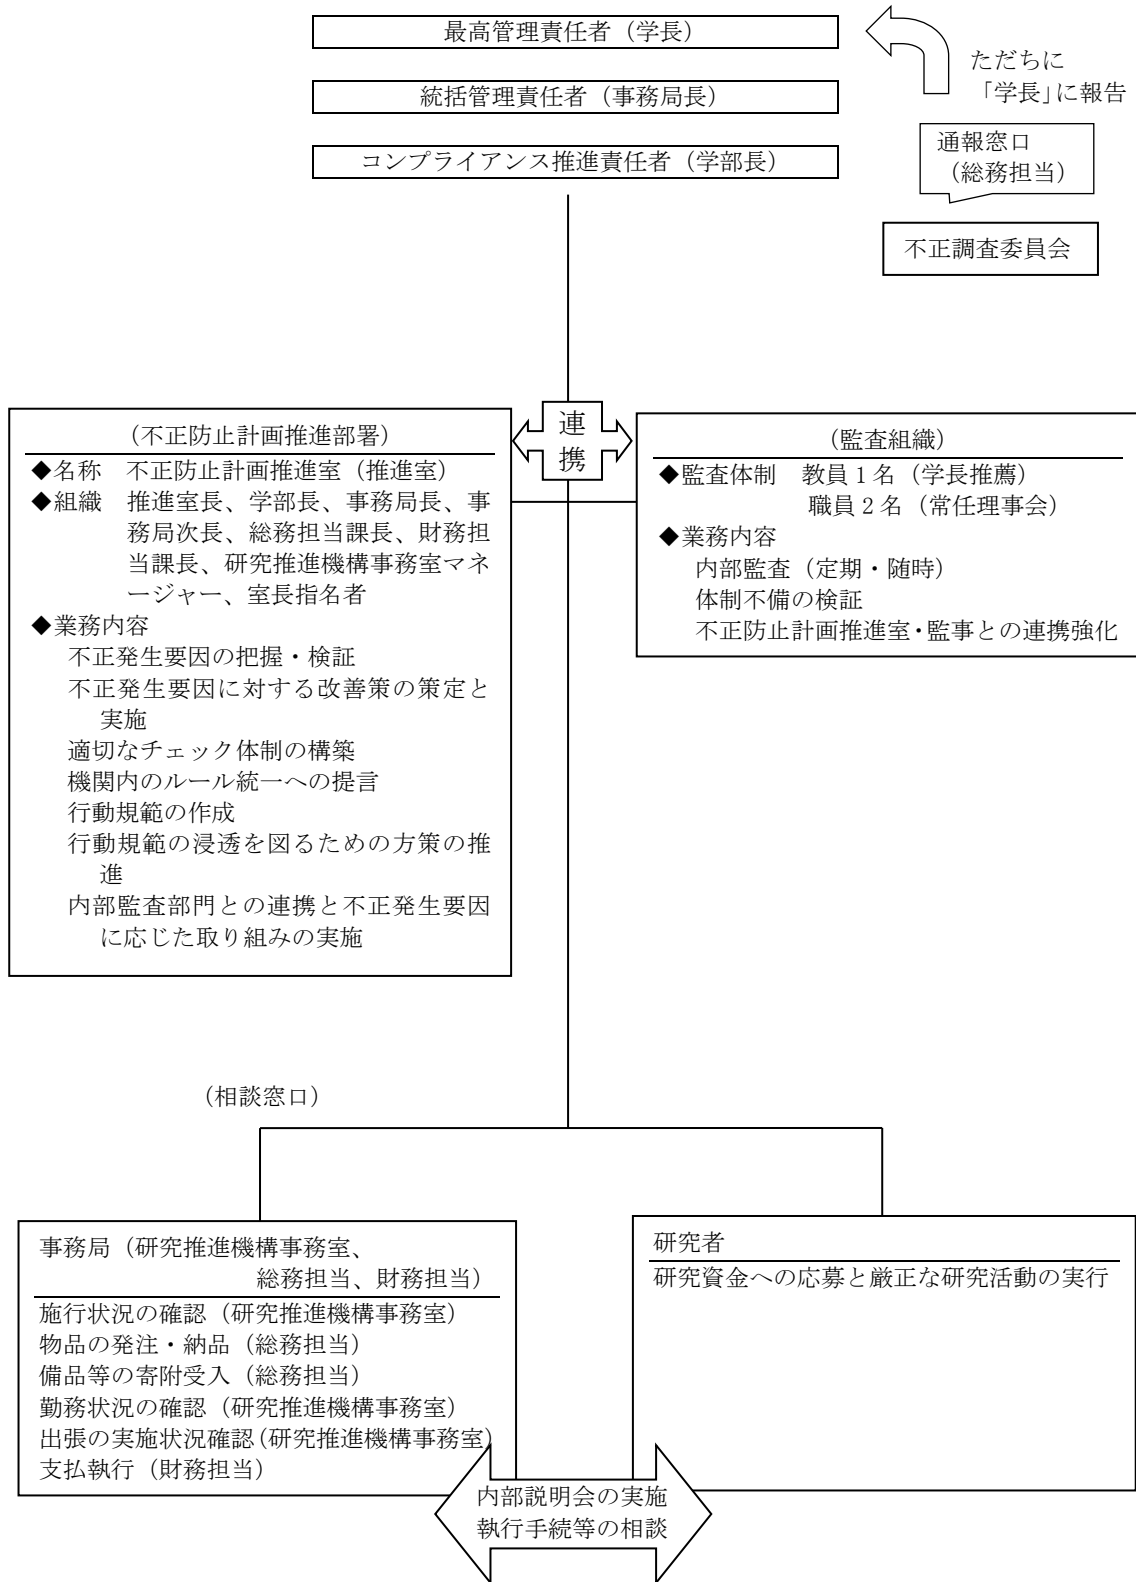 最高管理責任者（学長）
統括管理責任者（事務局長）
コンプライアンス推進責任者（学部長）
ただちに
「学長」に報告
通報窓口
（総務担当）
不正調査委員会
連
携
（不正防止計画推進部署）
◆名称　不正防止計画推進室（推進室）
◆組織　推進室長、学部長、事務局長、事
務局次長、総務担当課長、財務担
当課長、研究推進機構事務室マネ
ージャー、室長指名者
◆業務内容
不正発生要因の把握・検証
不正発生要因に対する改善策の策定と
実施
適切なチェック体制の構築
機関内のルール統一への提言
行動規範の作成
行動規範の浸透を図るための方策の推
進
内部監査部門との連携と不正発生要因
に応じた取り組みの実施
（監査組織）
◆監査体制　教員１名（学長推薦）
職員２名（常任理事会）
◆業務内容
内部監査（定期・随時）
体制不備の検証
不正防止計画推進室・監事との連携強化
（相談窓口）
事務局（研究推進機構事務室、
総務担当、財務担当）
施行状況の確認（研究推進機構事務室）
物品の発注・納品（総務担当）
備品等の寄附受入（総務担当）
勤務状況の確認（研究推進機構事務室）
出張の実施状況確認（研究推進機構事務室）
支払執行（財務担当）
研究者
研究資金への応募と厳正な研究活動の実行
内部説明会の実施
執行手続等の相談